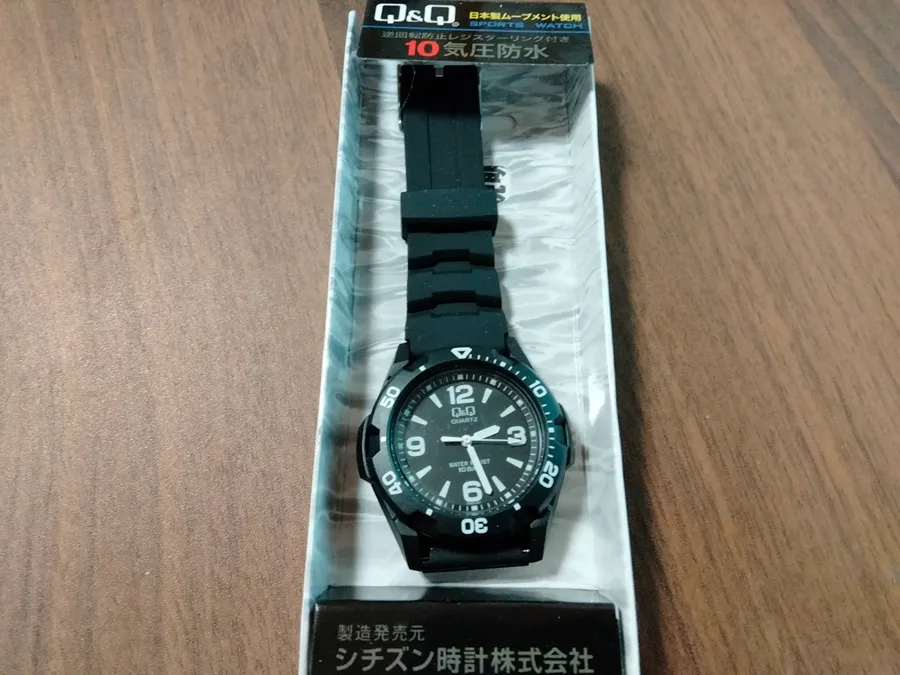 Q&Q
日本製ムーブメント使用
SPORTS WATCH
逆回転防止レジスターリング付き
10気圧防水
50
10
40
20
30
12
Q&Q
QUARTZ
9
3
WATER RESIST
10 BAR
6
製造発売元
シチズン時計株式会社